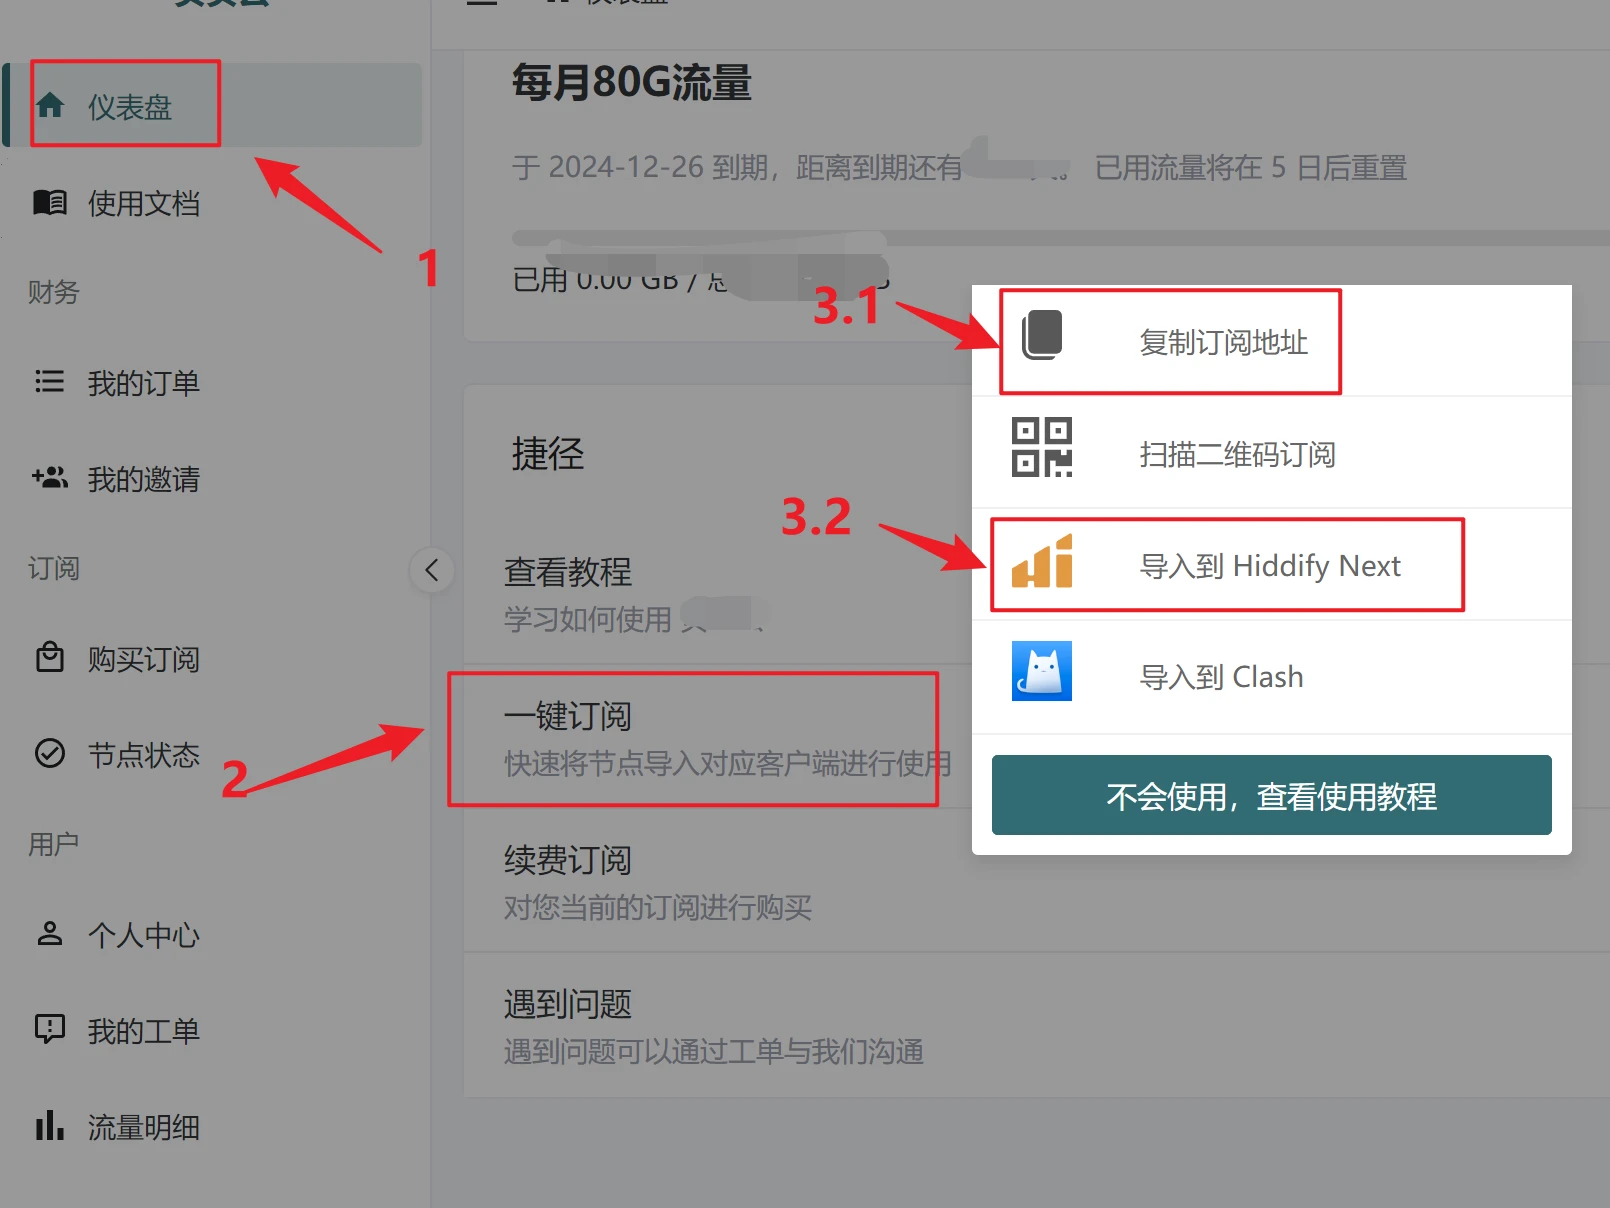 仪表盘
使用文档
财务
我的订单
我的邀请
订阅
购买订阅
节点状态
用户
个人中心
我的工单
流量明细
1
2
仪表盘
每月80G流量
于 2024-12-26 到期，距离到期还有 已用流量将在 5 日后重置
已用 0.00 GB /
捷径
查看教程
学习如何使用
一键订阅
快速将节点导入对应客户端进行使用
续费订阅
对您当前的订阅进行购买
遇到问题
遇到问题可以通过工单与我们沟通
3.1
复制订阅地址
扫描二维码订阅
3.2
导入到 Hiddify Next
导入到 Clash
不会使用，查看使用教程